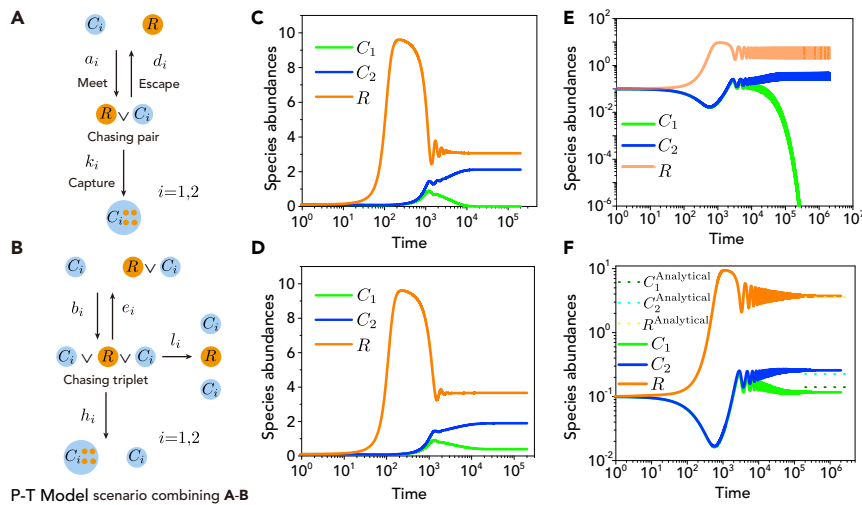 A
C_i R
a_i d_i
Meet Escape
R ∨ C_i
Chasing pair
k_i
Capture
i=1,2
C_i
B
C_i R ∨ C_i
b_i e_i
C_i
C_i ∨ R ∨ C_i l_i R
Chasing triplet
C_i
h_i
i=1,2
C_i C_i
P-T Model scenario combining A-B
C
Species abundances
10
8
6
4
2
0
C_1
C_2
R
10^0 10^1 10^2 10^3 10^4 10^5
Time
D
Species abundances
10
8
6
4
2
0
C_1
C_2
R
10^0 10^1 10^2 10^3 10^4 10^5
Time
E
Species abundances
10^2
10^0
10^-2
10^-4
10^-6
C_1
C_2
R
10^0 10^1 10^2 10^3 10^4 10^5 10^6 10^7
Time
F
Species abundances
10^1
10^0
10^-1
10^-2
C_1^Analytical
C_2^Analytical
R^Analytical
C_1
C_2
R
10^0 10^1 10^2 10^3 10^4 10^5 10^6
Time